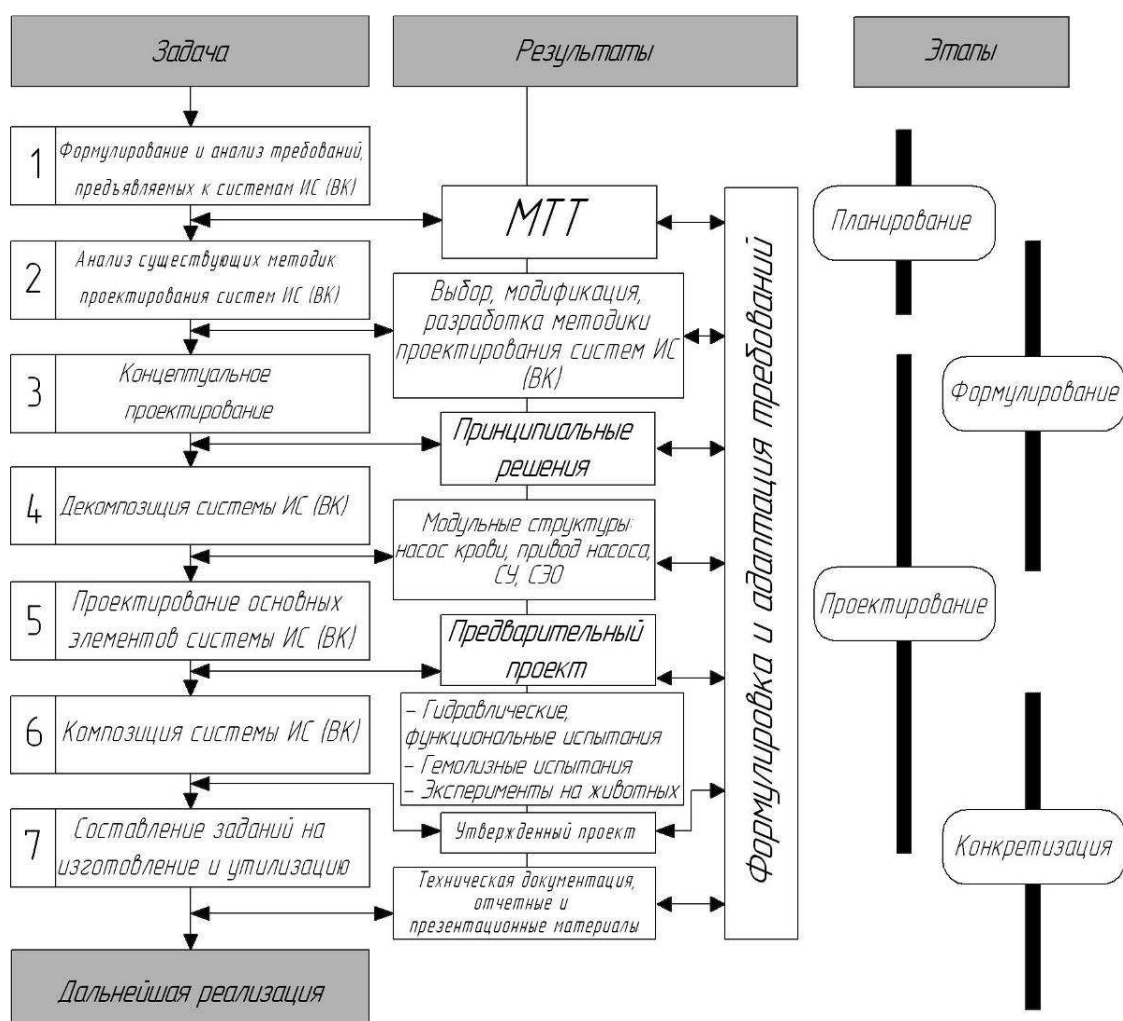 Задача
Результаты
Этапы
1
Формулирование и анализ требований,
предъявляемых к системам ИС (ВК)
2
Анализ существующих методик
проектирования систем ИС (ВК)
3
Концептуальное
проектирование
4
Декомпозиция системы ИС (ВК)
5
Проектирование основных
элементов системы ИС (ВК)
6
Композиция системы ИС (ВК)
7
Составление заданий на
изготовление и утилизацию
Дальнейшая реализация
МТТ
Выбор, модификация,
разработка методики
проектирования систем ИС
(ВК)
Принципиальные
решения
Модульные структуры:
насос крови, привод насоса,
СУ, СЭО
Предварительный
проект
– Гидравлические,
функциональные испытания
– Гемолизные испытания
– Эксперименты на животных
Утвержденный проект
Техническая документация,
отчетные и
презентационные материалы
Формулировка и адаптация требований
Планирование
Формулирование
Проектирование
Конкретизация